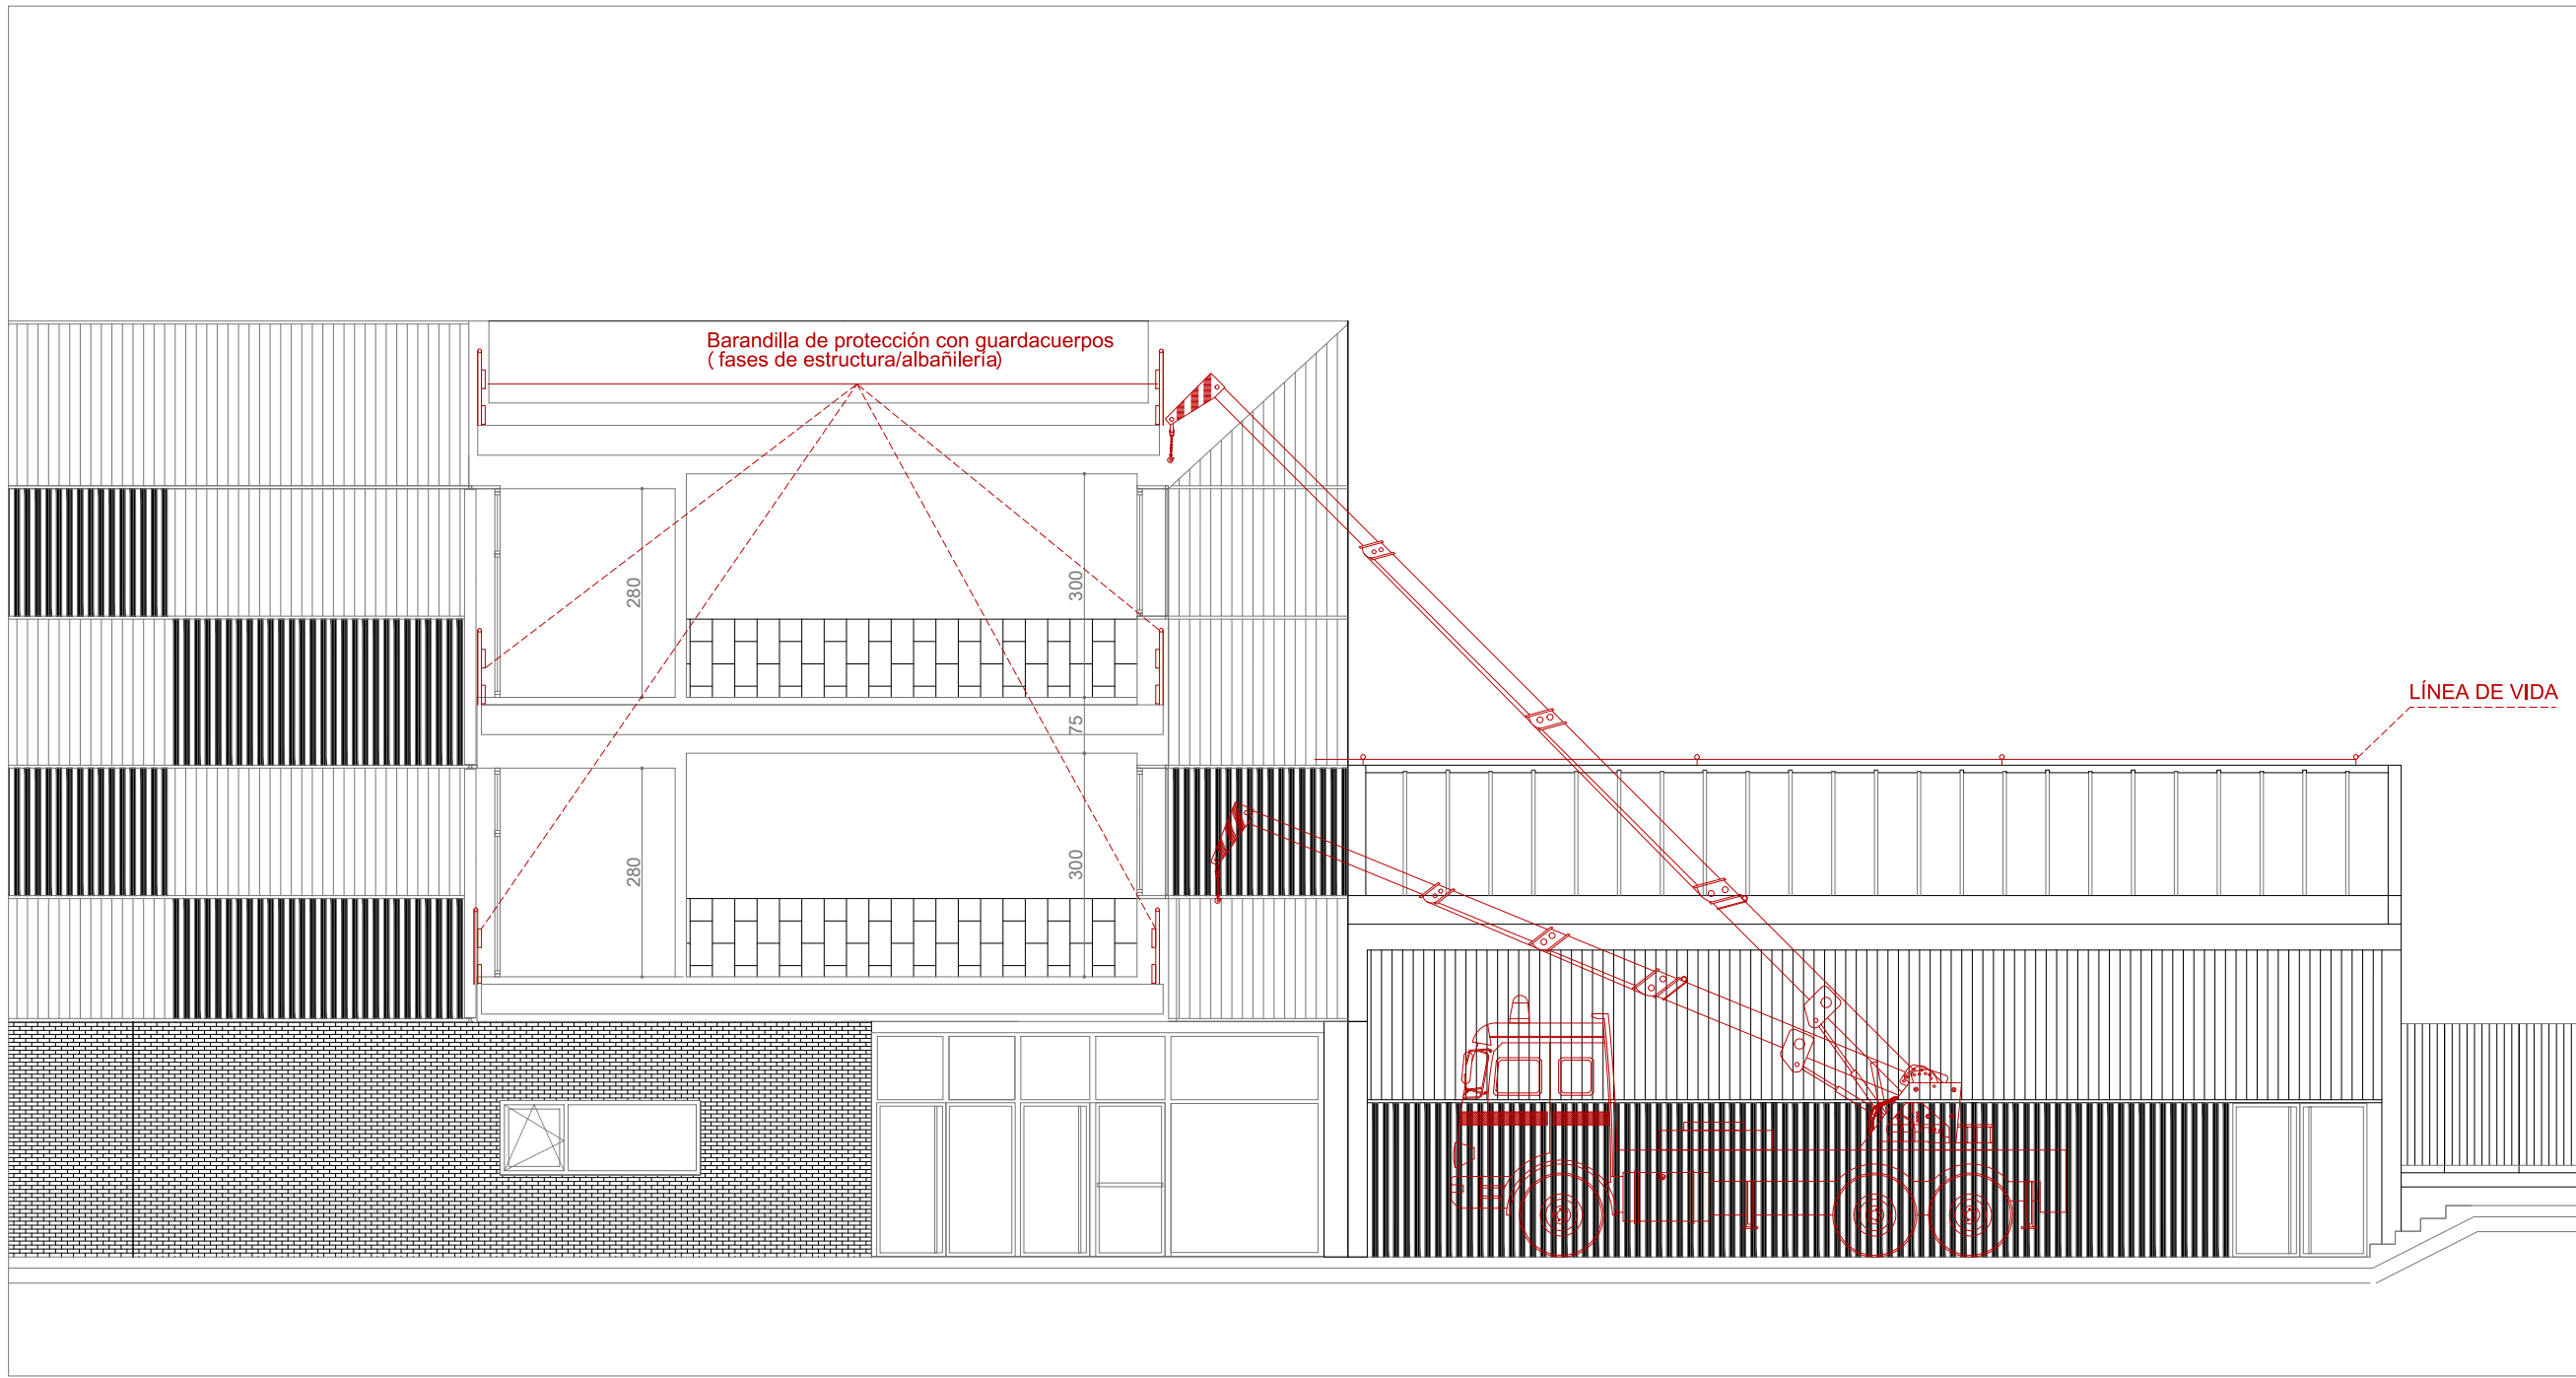 Barandilla de protección con guardacuerpos
( fases de estructura/albañilería)
280
300
LÍNEA DE VIDA
75
280
300